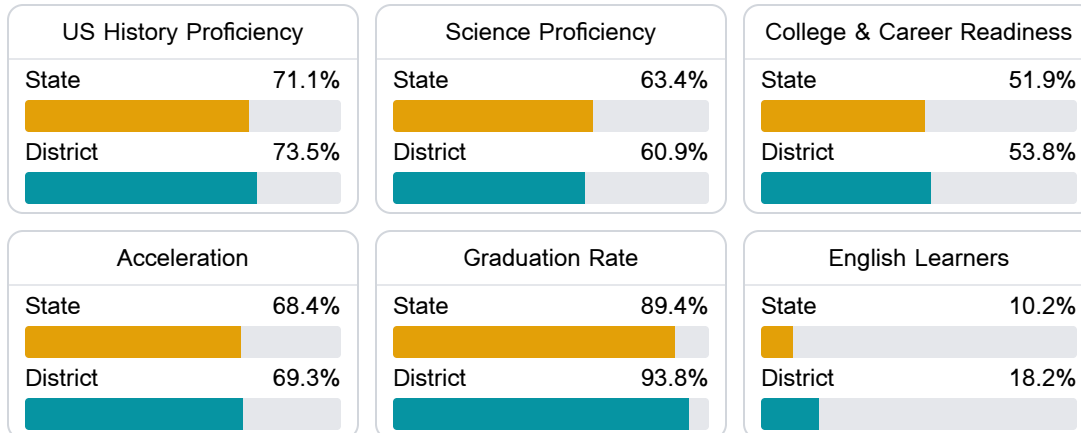 US History Proficiency
State 71.1%
District 73.5%
Science Proficiency
State 63.4%
District 60.9%
College & Career Readiness
State 51.9%
District 53.8%
Acceleration
State 68.4%
District 69.3%
Graduation Rate
State 89.4%
District 93.8%
English Learners
State 10.2%
District 18.2%